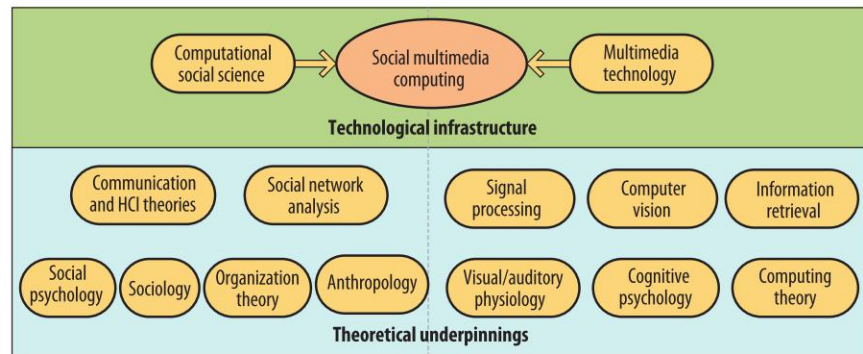 Computational
social science
Social multimedia
computing
Multimedia
technology
Technological infrastructure
Communication
and HCI theories
Social network
analysis
Signal
processing
Computer
vision
Information
retrieval
Social
psychology
Sociology
Organization
theory
Anthropology
Visual/auditory
physiology
Cognitive
psychology
Computing
theory
Theoretical underpinnings